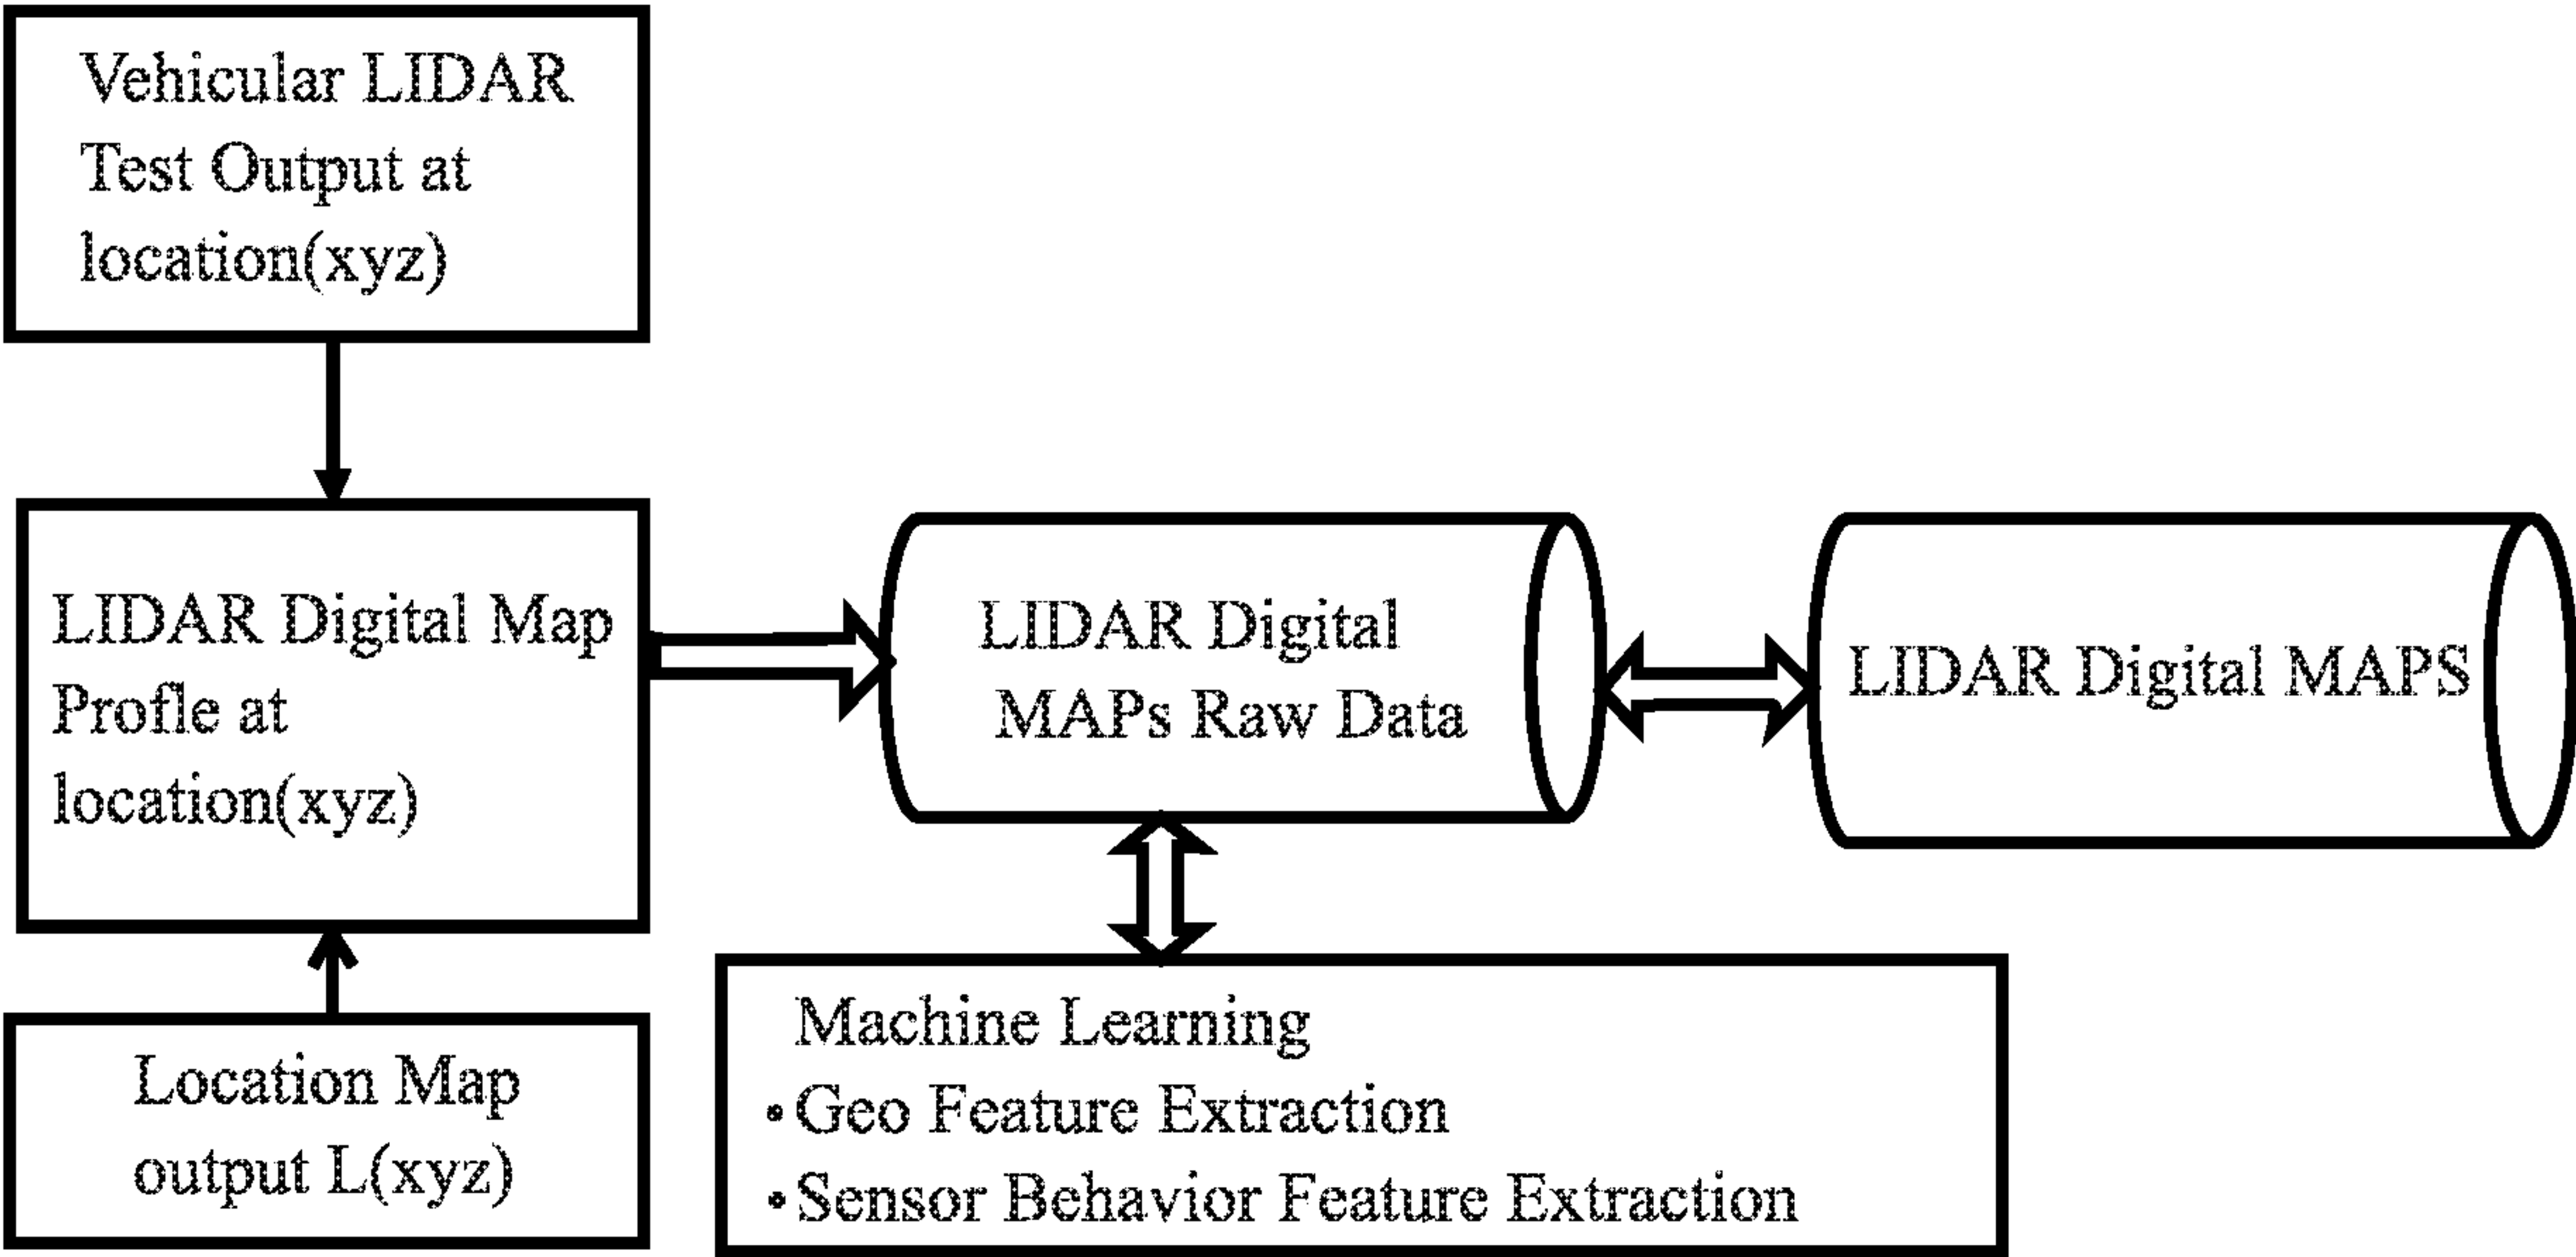 Vehicular LIDAR
Test Output at
location(xyz)
LIDAR Digital Map
Profle at
location(xyz)
Location Map
output L(xyz)
LIDAR Digital
MAPs Raw Data
LIDAR Digital MAPS
Machine Learning
• Geo Feature Extraction
• Sensor Behavior Feature Extraction